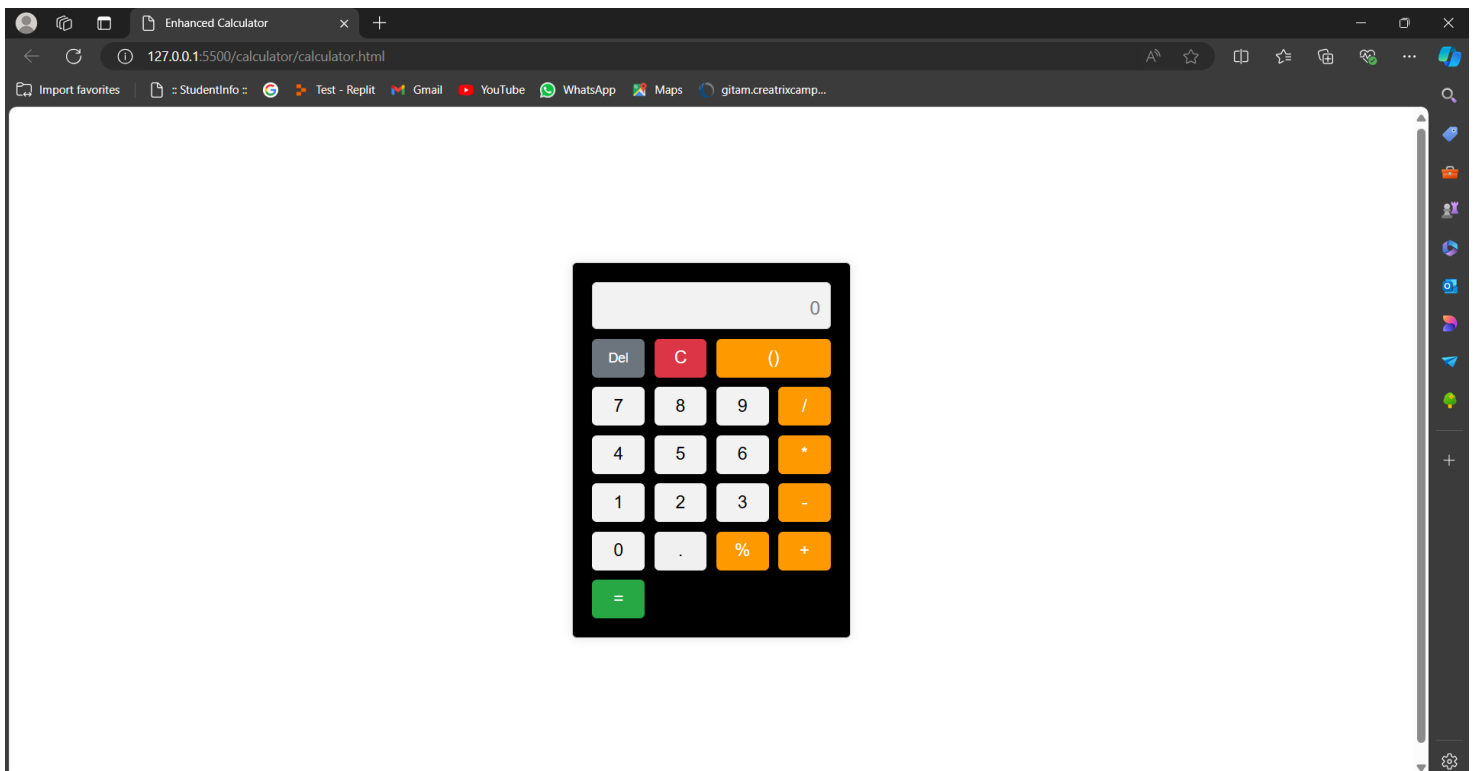 Enhanced Calculator
127.0.0.1:5500/calculator/calculator.html
Import favorites :: StudentInfo :: Test - Replit Gmail YouTube WhatsApp Maps gitam.creatrixcamp...
0
Del C ()
7 8 9 /
4 5 6 *
1 2 3 -
0 . % +
=